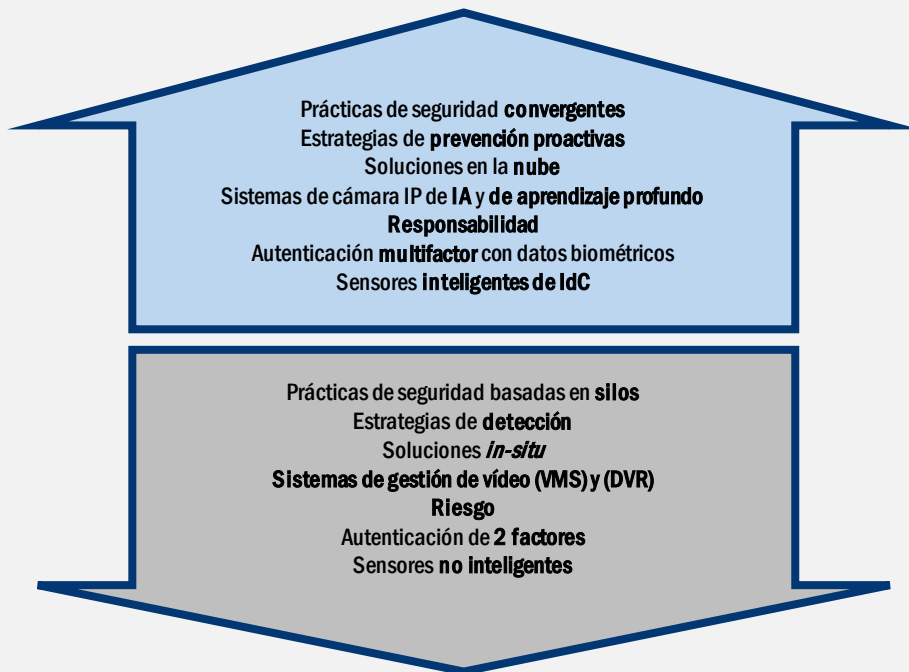 Prácticas de seguridad convergentes
Estrategias de prevención proactivas
Soluciones en la nube
Sistemas de cámara IP de IA y de aprendizaje profundo
Responsabilidad
Autenticación multifactor con datos biométricos
Sensores inteligentes de IdC
Prácticas de seguridad basadas en silos
Estrategias de detección
Soluciones in-situ
Sistemas de gestión de vídeo (VMS) y (DVR)
Riesgo
Autenticación de 2 factores
Sensores no inteligentes